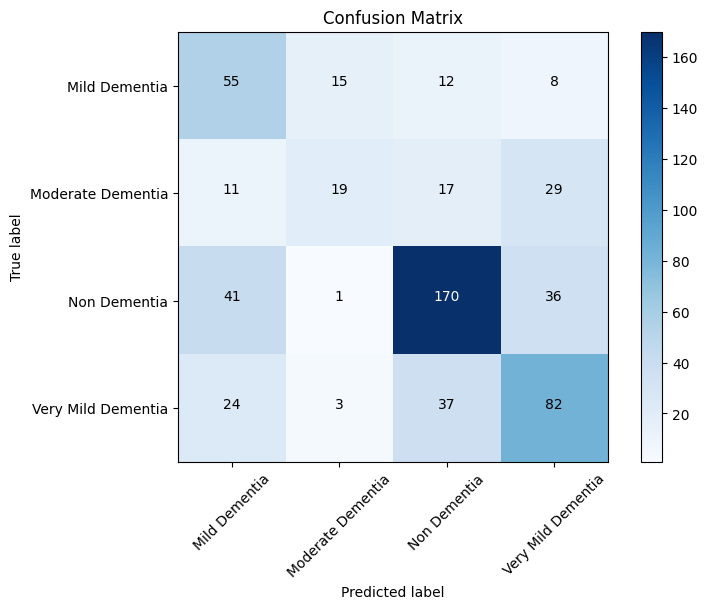 Confusion Matrix
True label
Mild Dementia
55 15 12 8
Moderate Dementia
11 19 17 29
Non Dementia
41 1 170 36
Very Mild Dementia
24 3 37 82
Mild Dementia
Moderate Dementia
Non Dementia
Very Mild Dementia
Predicted label
160
140
120
100
80
60
40
20